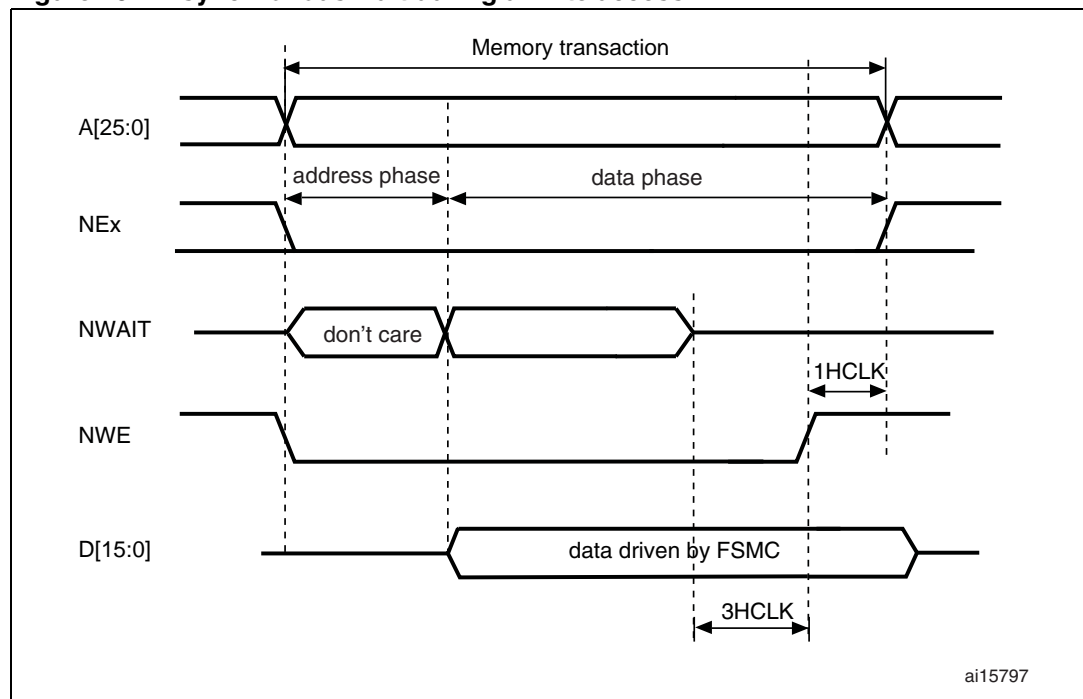 Memory transaction
A[25:0]
address phase
data phase
NEx
NWAIT
don't care
1HCLK
NWE
D[15:0]
data driven by FSMC
3HCLK
ai15797